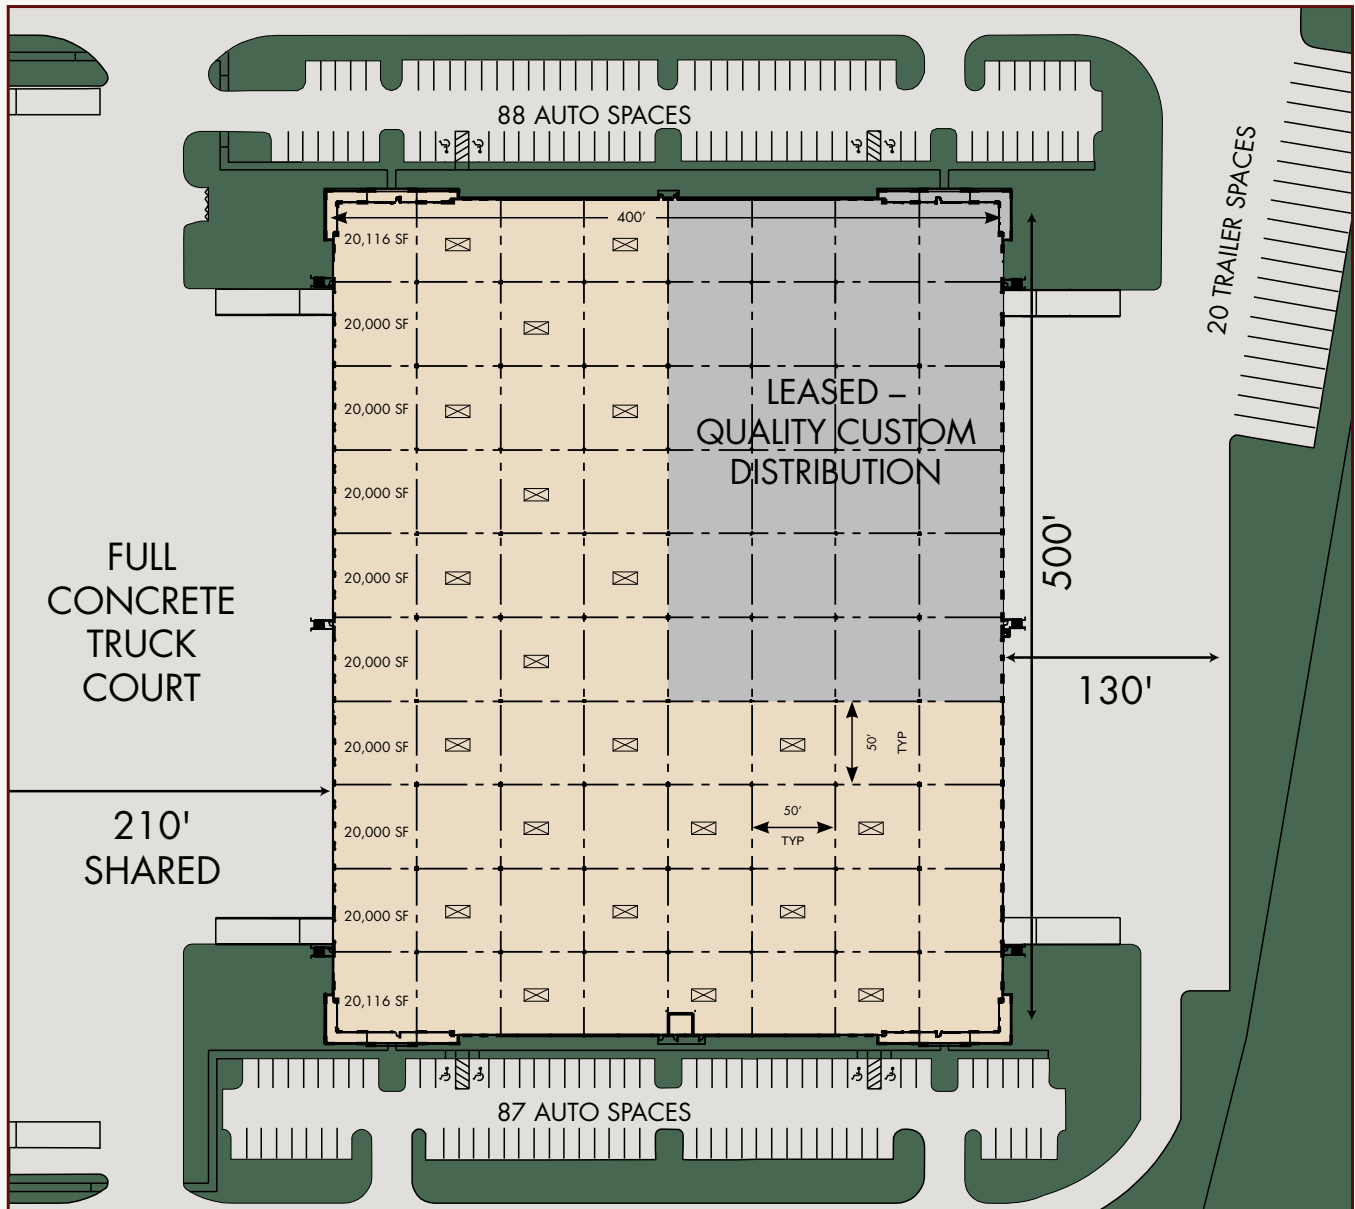 88 AUTO SPACES
20 TRAILER SPACES
400'
20,116 SF
20,000 SF
20,000 SF
20,000 SF
20,000 SF
20,000 SF
20,000 SF
20,000 SF
20,000 SF
20,116 SF
LEASED –
QUALITY CUSTOM
DISTRIBUTION
500'
130'
FULL
CONCRETE
TRUCK
COURT
210'
SHARED
50'
TYP
50'
TYP
87 AUTO SPACES